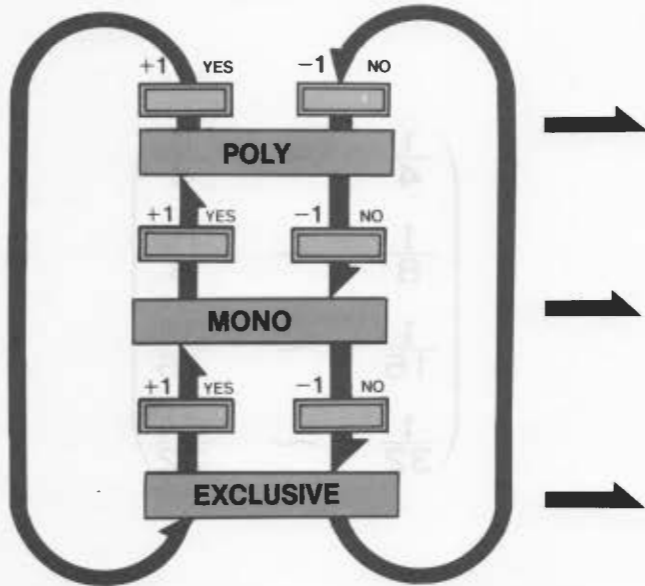 +1 YES −1 NO
POLY
+1 YES −1 NO
MONO
+1 YES −1 NO
EXCLUSIVE